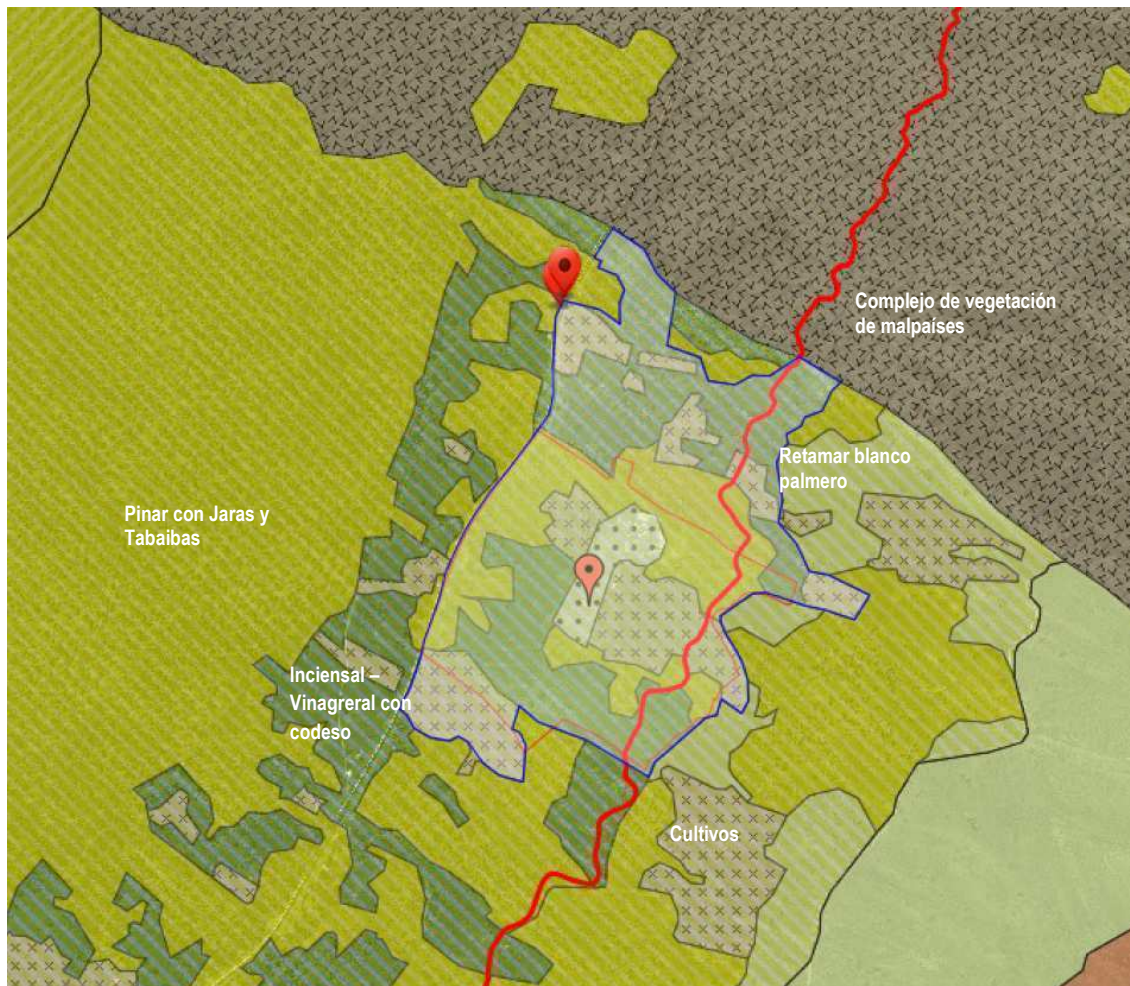 Complejo de vegetación
de malpaíses
Retamar blanco
palmero
Pinar con Jaras y
Tabaibas
Inciensal –
Vinagreral con
codeso
Cultivos